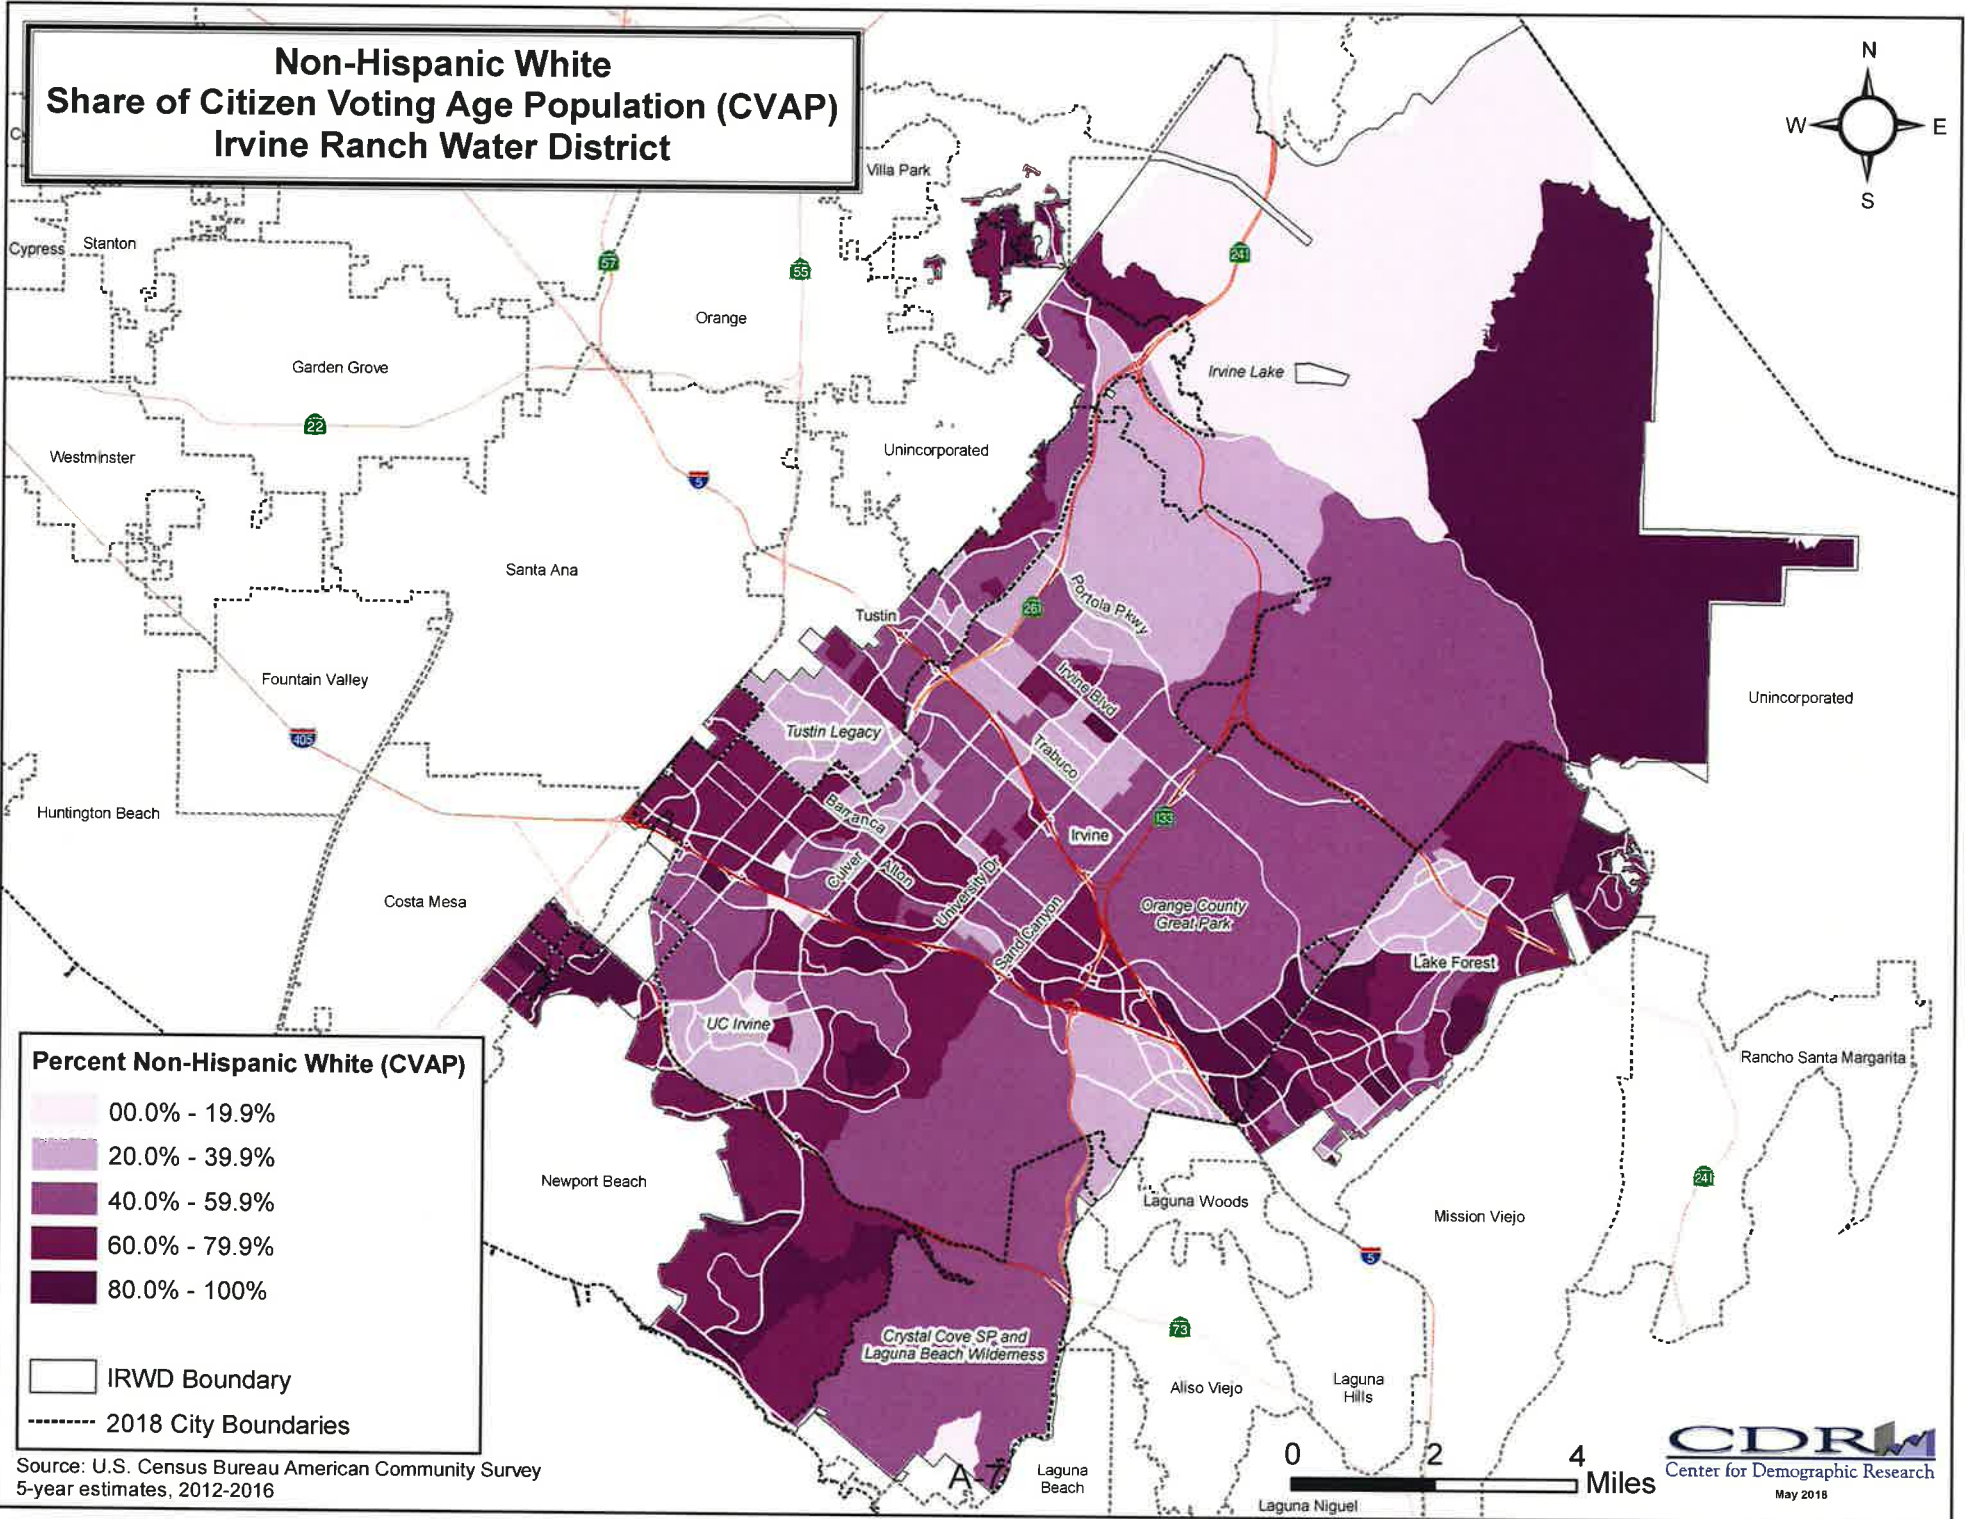 Non-Hispanic White
Share of Citizen Voting Age Population (CVAP)
Irvine Ranch Water District
N
W
E
S
Villa Park
Cypress
Stanton
57
55
241
Orange
Garden Grove
Irvine Lake
22
Westminster
Unincorporated
5
Santa Ana
Tustin
261
Portola Pkwy
Fountain Valley
Irvine Blvd
Unincorporated
405
Tustin Legacy
Trabuco
Huntington Beach
Barranca
133
Irvine
Culver
Alton
University Dr
Costa Mesa
Sand Canyon
Orange County
Great Park
Lake Forest
UC Irvine
Rancho Santa Margarita
Percent Non-Hispanic White (CVAP)
00.0% - 19.9%
20.0% - 39.9%
40.0% - 59.9%
60.0% - 79.9%
80.0% - 100%
IRWD Boundary
2018 City Boundaries
Newport Beach
Laguna Woods
Mission Viejo
241
5
73
Crystal Cove SP and
Laguna Beach Wilderness
Aliso Viejo
Laguna
Hills
Source: U.S. Census Bureau American Community Survey
5-year estimates, 2012-2016
A-7
Laguna
Beach
0 2 4
Miles
Laguna Niguel
CDR
Center for Demographic Research
May 2018